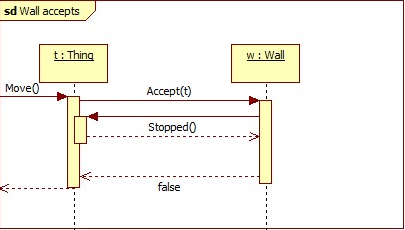 sd Wall accepts
t : Thing
w : Wall
Move()
Accept(t)
Stopped()
false